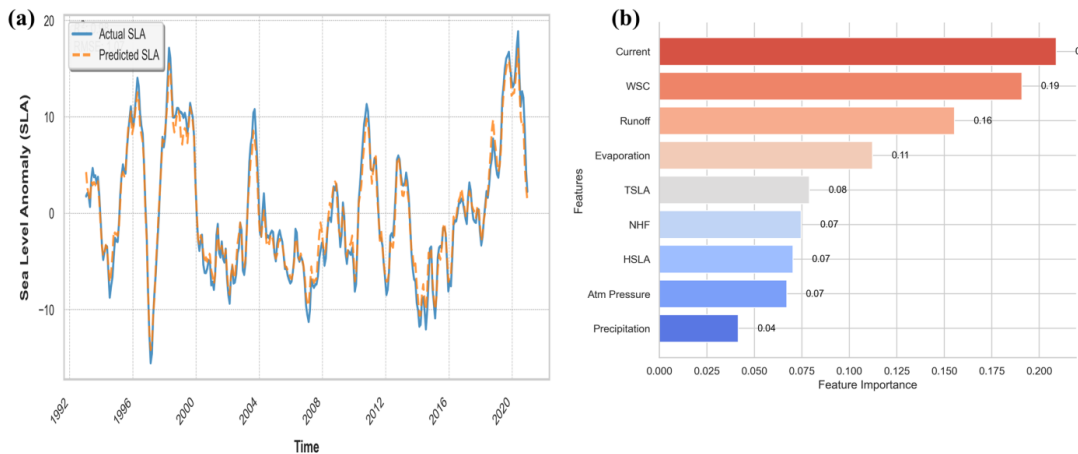 (a)
20
10
0
−10
Sea Level Anomaly (SLA)
Actual SLA
Predicted SLA
1992
1996
2000
2004
2008
2012
2016
2020
Time
(b)
Features
Current
WSC
0.19
Runoff
0.16
Evaporation
0.11
TSLA
0.08
NHF
0.07
HSLA
0.07
Atm Pressure
0.07
Precipitation
0.04
0.000 0.025 0.050 0.075 0.100 0.125 0.150 0.175 0.200
Feature Importance